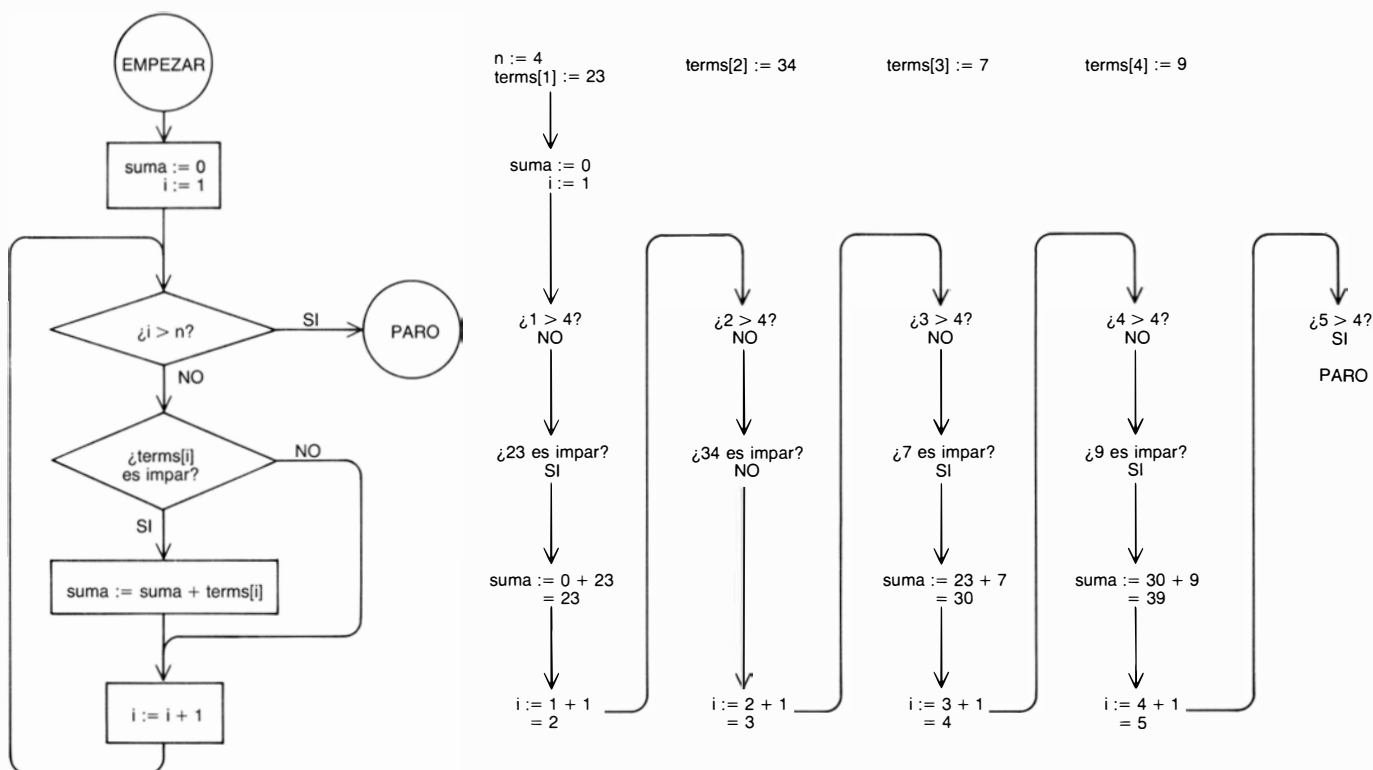 EMPEZAR
suma := 0
i := 1
¿i > n?
SI
PARO
NO
¿terms[i]
es impar?
NO
SI
suma := suma + terms[i]
i := i + 1
n := 4
terms[1] := 23
terms[2] := 34
terms[3] := 7
terms[4] := 9
suma := 0
i := 1
¿1 > 4?
NO
¿23 es impar?
SI
suma := 0 + 23
= 23
i := 1 + 1
= 2
¿2 > 4?
NO
¿34 es impar?
NO
i := 2 + 1
= 3
¿3 > 4?
NO
¿7 es impar?
SI
suma := 23 + 7
= 30
i := 3 + 1
= 4
¿4 > 4?
NO
¿9 es impar?
SI
suma := 30 + 9
= 39
i := 4 + 1
= 5
¿5 > 4?
SI
PARO